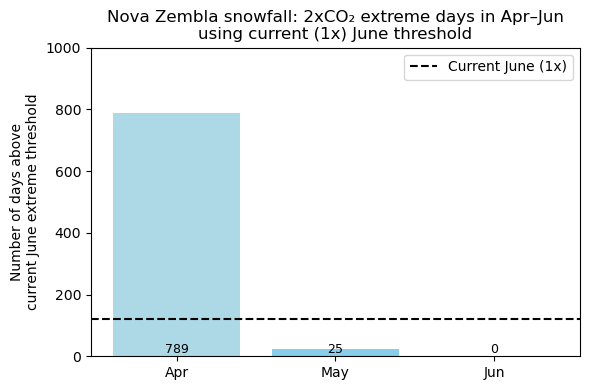 Nova Zembla snowfall: 2xCO₂ extreme days in Apr–Jun
using current (1x) June threshold
Number of days above
current June extreme threshold
1000
800
600
400
200
0
Current June (1x)
789
25
0
Apr
May
Jun